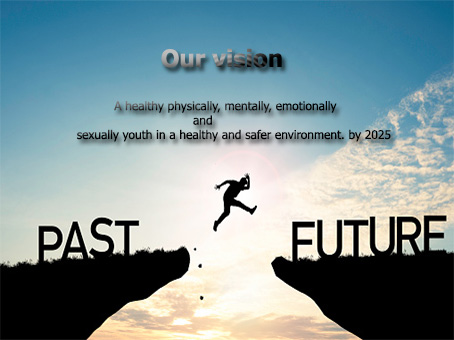 Our vision
A healthy physically, mentally, emotionally
and
sexually youth in a healthy and safer environment. by 2025
PAST FUTURE